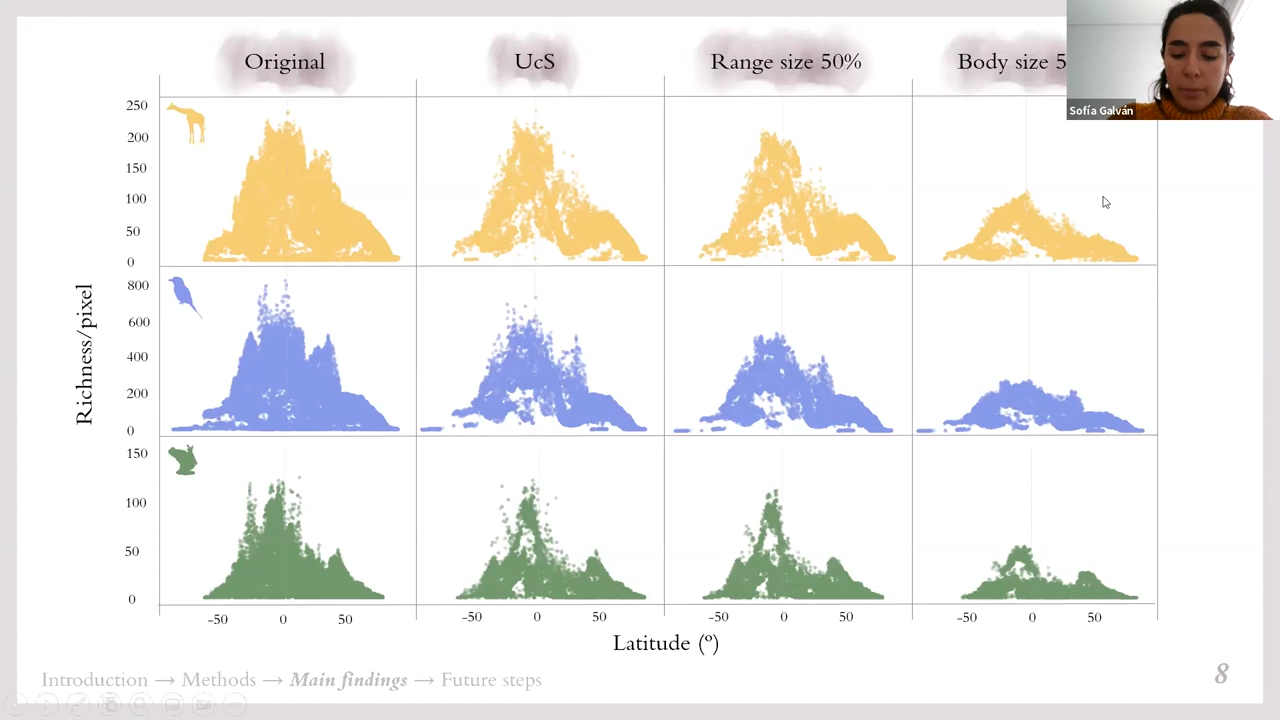 Original
UcS
Range size 50%
Body size 5
Sofía Galván
250
200
150
100
50
0
800
600
400
200
0
150
100
50
0
Richness/pixel
-50 0 50
-50 0 50
-50 0 50
-50 0 50
Latitude (º)
Introduction → Methods → Main findings → Future steps
8